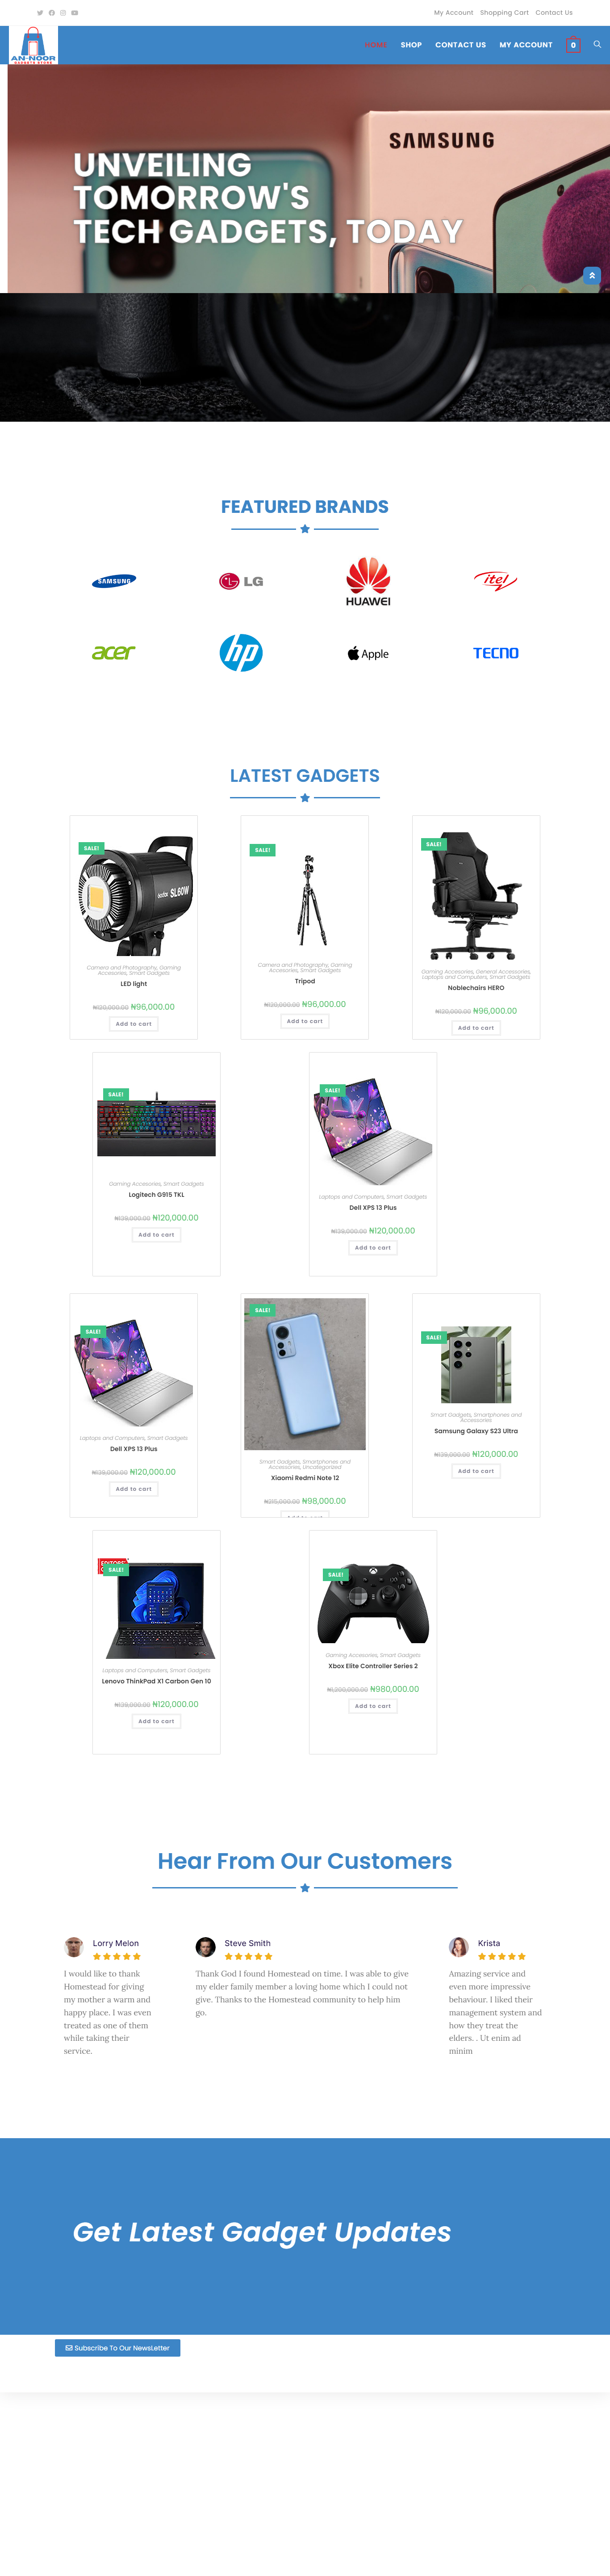 My Account Shopping Cart Contact Us
AN-NOOR
GADGETS STORE
HOME SHOP CONTACT US MY ACCOUNT 0
SAMSUNG
UNVEILING
TOMORROW'S
TECH GADGETS, TODAY
FEATURED BRANDS
SAMSUNG
LG
HUAWEI
itel
acer
hp
Apple
TECNO
LATEST GADGETS
SALE!
SL60W
Camera and Photography, Gaming
Accesories, Smart Gadgets
LED light
₦120,000.00 ₦96,000.00
Add to cart
SALE!
Camera and Photography, Gaming
Accesories, Smart Gadgets
Tripod
₦120,000.00 ₦96,000.00
Add to cart
SALE!
Gaming Accesories, General Accessories,
Laptops and Computers, Smart Gadgets
Noblechairs HERO
₦120,000.00 ₦96,000.00
Add to cart
SALE!
Gaming Accesories, Smart Gadgets
Logitech G915 TKL
₦139,000.00 ₦120,000.00
Add to cart
SALE!
Laptops and Computers, Smart Gadgets
Dell XPS 13 Plus
₦139,000.00 ₦120,000.00
Add to cart
SALE!
Laptops and Computers, Smart Gadgets
Dell XPS 13 Plus
₦139,000.00 ₦120,000.00
Add to cart
SALE!
Smart Gadgets, Smartphones and
Accessories, Uncategorized
Xiaomi Redmi Note 12
₦98,000.00
Add to cart
SALE!
Smart Gadgets, Smartphones and
Accessories
Samsung Galaxy S23 Ultra
₦139,000.00 ₦120,000.00
Add to cart
EDITORS'
SALE!
Laptops and Computers, Smart Gadgets
Lenovo ThinkPad X1 Carbon Gen 10
₦139,000.00 ₦120,000.00
Add to cart
SALE!
Gaming Accesories, Smart Gadgets
Xbox Elite Controller Series 2
₦1,200,000.00 ₦980,000.00
Add to cart
Hear From Our Customers
Lorry Melon
I would like to thank
Homestead for giving
my mother a warm and
happy place. I was even
treated as one of them
while taking their
service.
Steve Smith
Thank God I found Homestead on time. I was able to give
my elder family member a loving home which I could not
give. Thanks to the Homestead community to help him
go.
Krista
Amazing service and
even more impressive
behaviour. I liked their
management system and
how they treat the
elders. . Ut enim ad
minim
Get Latest Gadget Updates
Subscribe To Our NewsLetter